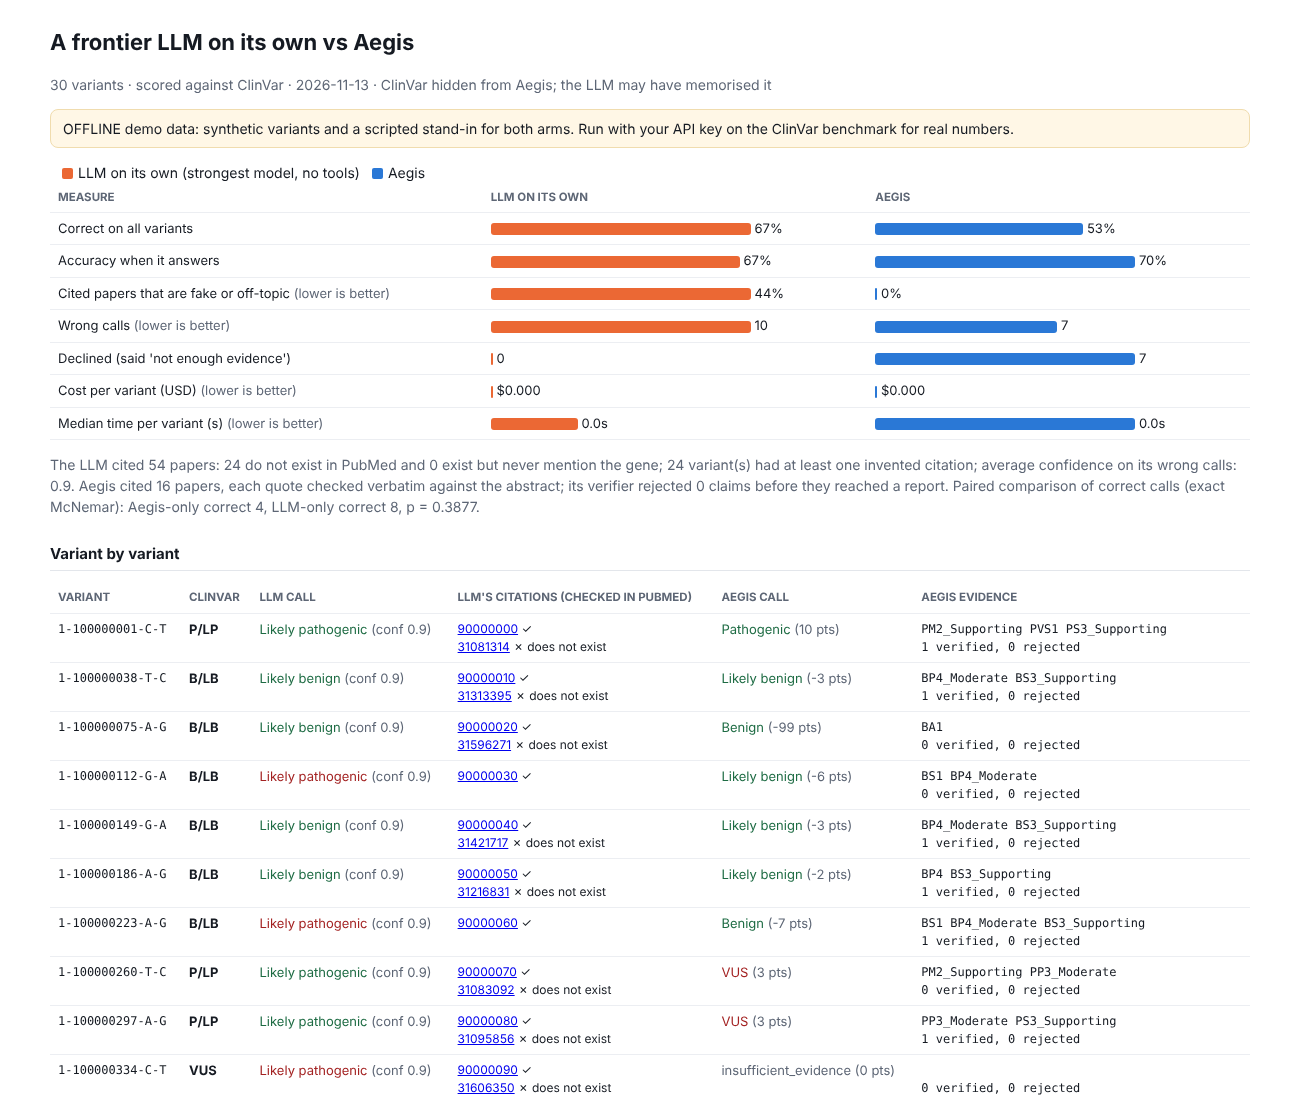 A frontier LLM on its own vs Aegis
30 variants · scored against ClinVar · 2026-11-13 · ClinVar hidden from Aegis; the LLM may have memorised it
OFFLINE demo data: synthetic variants and a scripted stand-in for both arms. Run with your API key on the ClinVar benchmark for real numbers.
LLM on its own (strongest model, no tools) Aegis
MEASURE LLM ON ITS OWN AEGIS
Correct on all variants 67% 53%
Accuracy when it answers 67% 70%
Cited papers that are fake or off-topic (lower is better) 44% 0%
Wrong calls (lower is better) 10 7
Declined (said 'not enough evidence') 0 7
Cost per variant (USD) (lower is better) $0.000 $0.000
Median time per variant (s) (lower is better) 0.0s 0.0s
The LLM cited 54 papers: 24 do not exist in PubMed and 0 exist but never mention the gene; 24 variant(s) had at least one invented citation; average confidence on its wrong calls:
0.9. Aegis cited 16 papers, each quote checked verbatim against the abstract; its verifier rejected 0 claims before they reached a report. Paired comparison of correct calls (exact
McNemar): Aegis-only correct 4, LLM-only correct 8, p = 0.3877.
Variant by variant
VARIANT CLINVAR LLM CALL LLM'S CITATIONS (CHECKED IN PUBMED) AEGIS CALL AEGIS EVIDENCE
1-100000001-C-T P/LP Likely pathogenic (conf 0.9) 90000000 ✓ Pathogenic (10 pts) PM2_Supporting PVS1 PS3_Supporting
31081314 × does not exist 1 verified, 0 rejected
1-100000038-T-C B/LB Likely benign (conf 0.9) 90000010 ✓ Likely benign (-3 pts) BP4_Moderate BS3_Supporting
31313395 × does not exist 1 verified, 0 rejected
1-100000075-A-G B/LB Likely benign (conf 0.9) 90000020 ✓ Benign (-99 pts) BA1
31596271 × does not exist 0 verified, 0 rejected
1-100000112-G-A B/LB Likely pathogenic (conf 0.9) 90000030 ✓ Likely benign (-6 pts) BS1 BP4_Moderate
0 verified, 0 rejected
1-100000149-G-A B/LB Likely benign (conf 0.9) 90000040 ✓ Likely benign (-3 pts) BP4_Moderate BS3_Supporting
31421717 × does not exist 1 verified, 0 rejected
1-100000186-A-G B/LB Likely benign (conf 0.9) 90000050 ✓ Likely benign (-2 pts) BP4 BS3_Supporting
31216831 × does not exist 1 verified, 0 rejected
1-100000223-A-G B/LB Likely pathogenic (conf 0.9) 90000060 ✓ Benign (-7 pts) BS1 BP4_Moderate BS3_Supporting
1 verified, 0 rejected
1-100000260-T-C P/LP Likely pathogenic (conf 0.9) 90000070 ✓ VUS (3 pts) PM2_Supporting PP3_Moderate
31083092 × does not exist 0 verified, 0 rejected
1-100000297-A-G P/LP Likely pathogenic (conf 0.9) 90000080 ✓ VUS (3 pts) PP3_Moderate PS3_Supporting
31095856 × does not exist 1 verified, 0 rejected
1-100000334-C-T VUS Likely pathogenic (conf 0.9) 90000090 ✓ insufficient_evidence (0 pts)
31606350 × does not exist 0 verified, 0 rejected